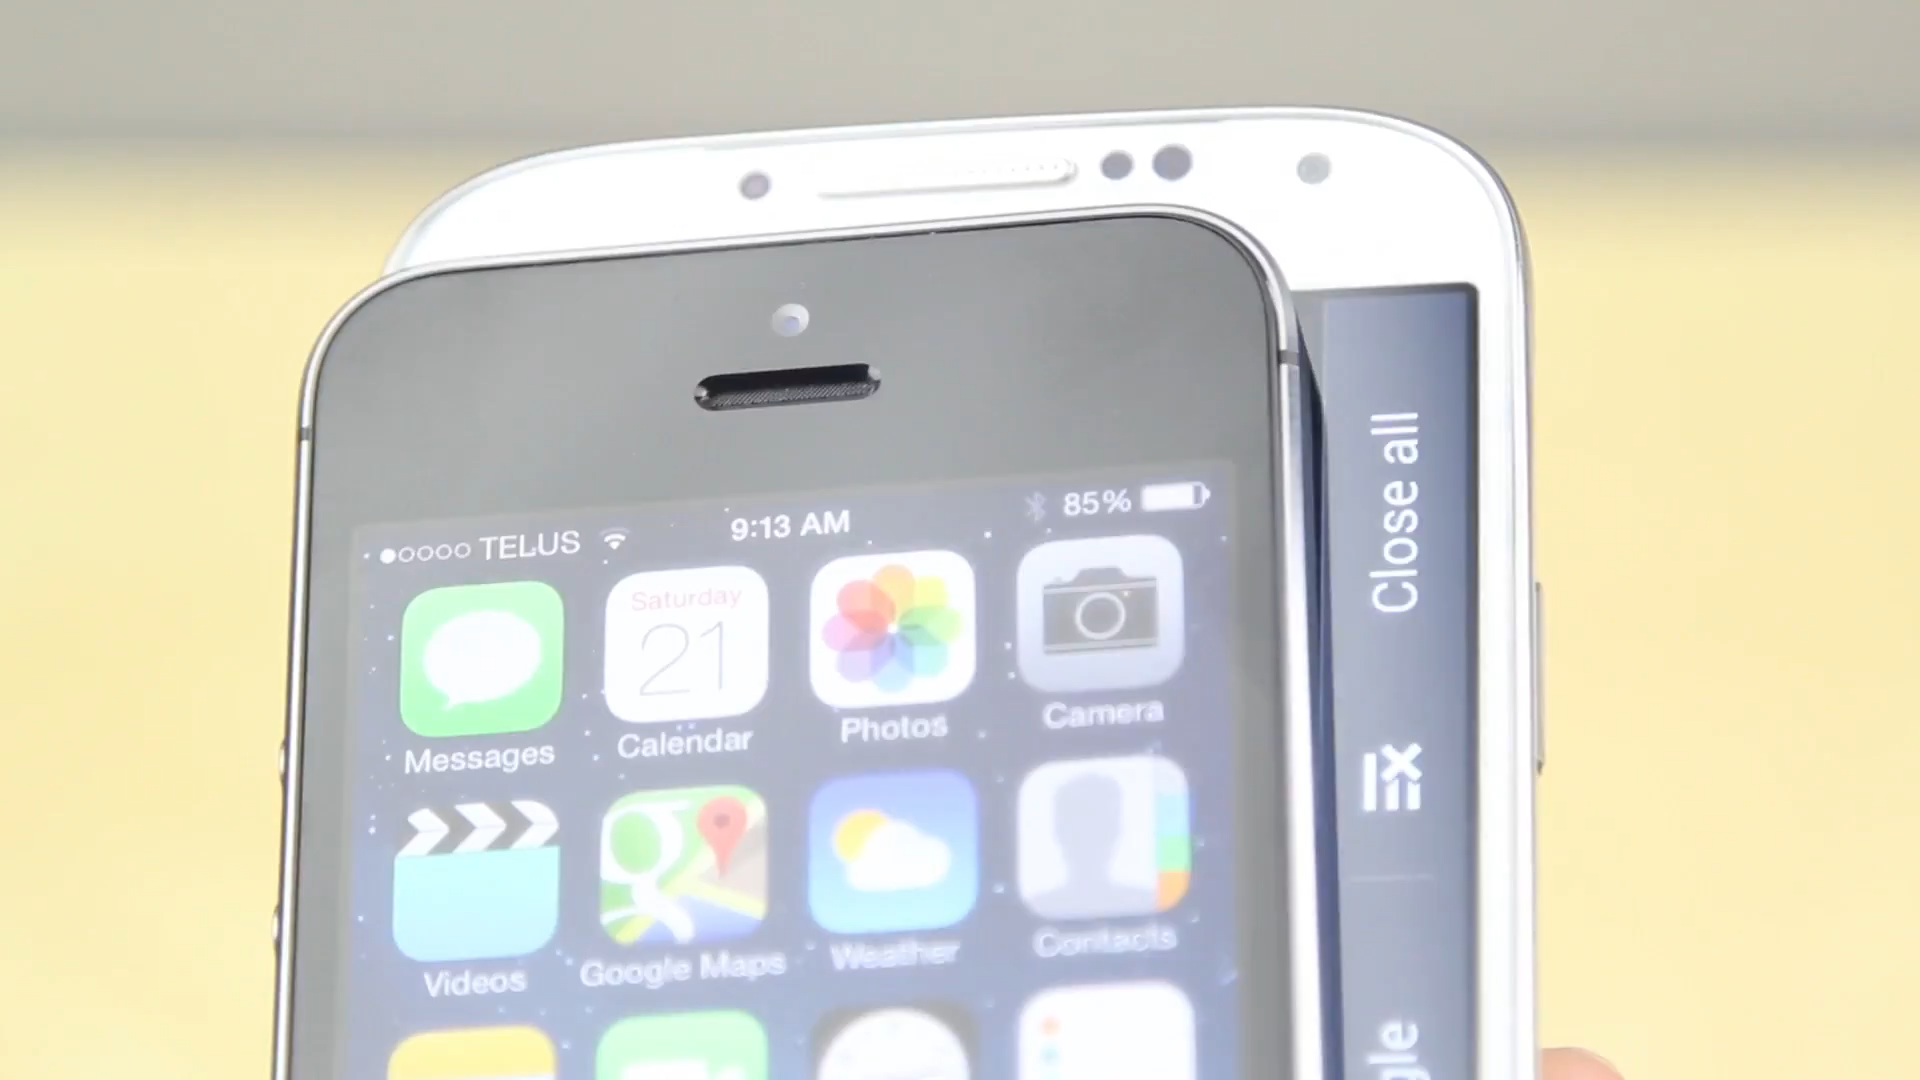 TELUS 9:13 AM 85%
Saturday
21
Messages Calendar Photos Camera
Videos Google Maps Weather Contacts
Close all